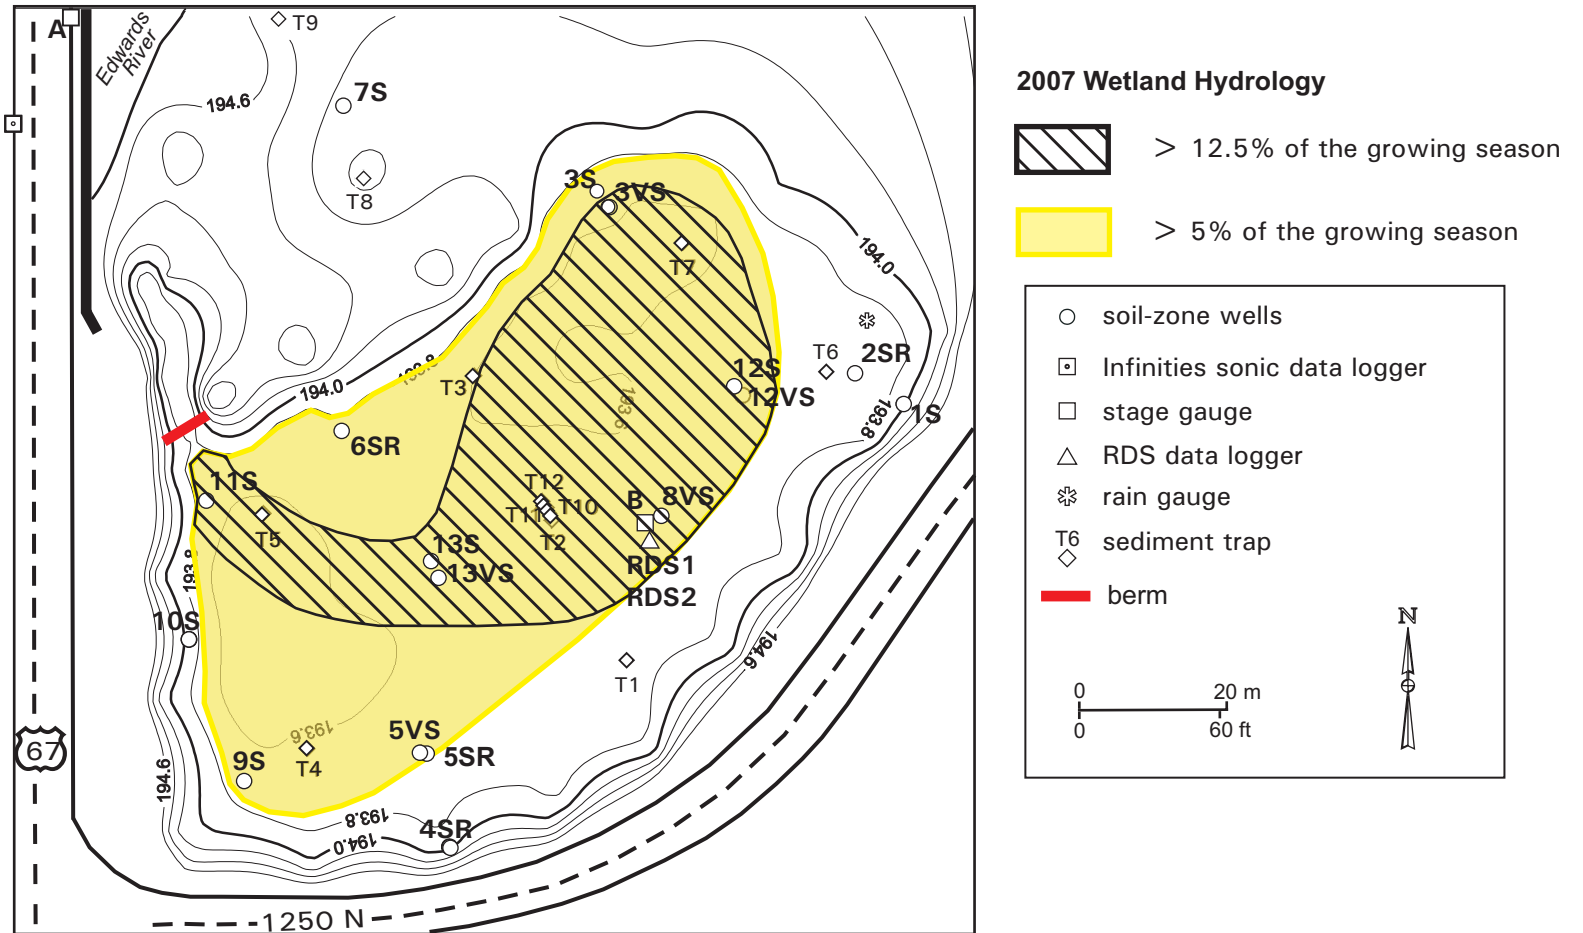 A
Edwards
River
T9
194.6
7S
T8
3S
3VS
T7
194.0
193.8
T3
194.0
193.6
12S
12VS
T6
2SR
1S
193.8
6SR
11S
T5
T12
T11
T10
T2
B
8VS
RDS1
RDS2
13S
13VS
193.8
10S
T1
194.6
193.6
T4
5VS
5SR
9S
194.6
193.8
194.0
4SR
67
1250 N
2007 Wetland Hydrology
> 12.5% of the growing season
> 5% of the growing season
soil-zone wells
Infinities sonic data logger
stage gauge
RDS data logger
rain gauge
T6
sediment trap
berm
N
0 20 m
0 60 ft